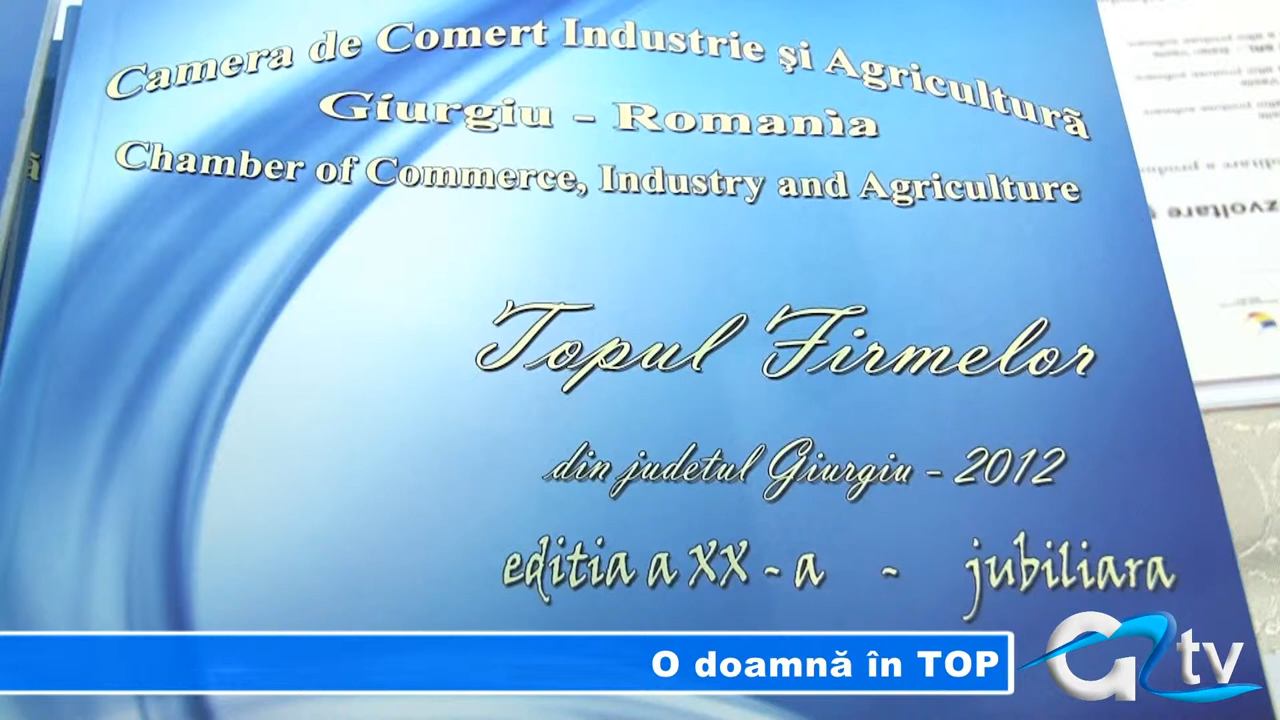 Camera de Comert Industrie şi Agricultură
Giurgiu - Romania
Chamber of Commerce, Industry and Agriculture
Topul Firmelor
din judetul Giurgiu - 2012
editia a XX - a - jubiliara
O doamnă în TOP
tv